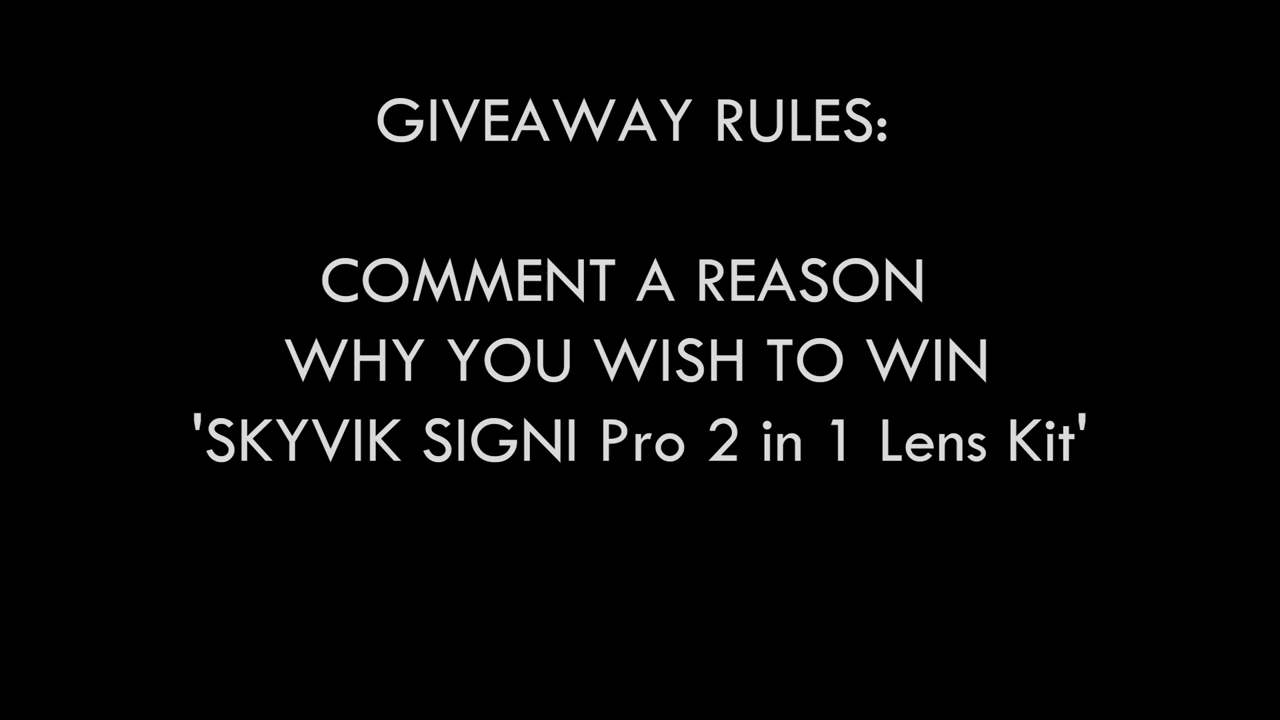 GIVEAWAY RULES:
COMMENT A REASON
WHY YOU WISH TO WIN
'SKYVIK SIGNI Pro 2 in 1 Lens Kit'